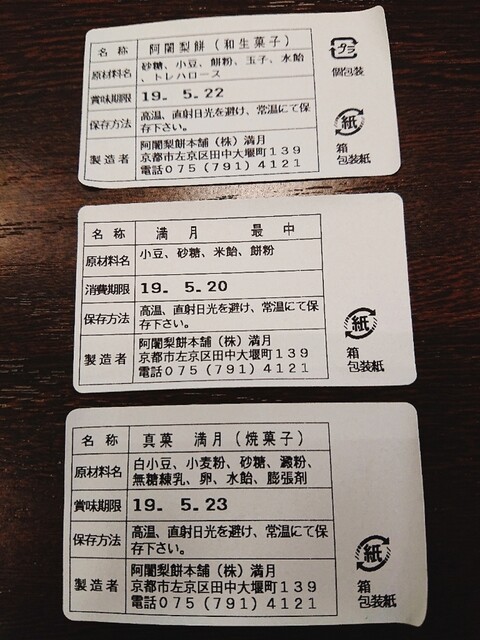 名称 阿闍梨餅（和生菓子）
原材料名 砂糖、小豆、餅粉、玉子、水飴
、トレハロース
賞味期限 19. 5.22
保存方法 高温、直射日光を避け、常温にて保
存下さい。
製造者 阿闍梨餅本舗（株）満月
京都市左京区田中大堰町139
電話075(791)4121
プラ
個包装
紙
箱
包装紙
名称 満月 最中
原材料名 小豆、砂糖、米飴、餅粉
消費期限 19. 5.20
保存方法 高温、直射日光を避け、常温にて保
存下さい。
製造者 阿闍梨餅本舗（株）満月
京都市左京区田中大堰町139
電話075(791)4121
紙
箱
包装紙
名称 真菓 満月（焼菓子）
原材料名 白小豆、小麦粉、砂糖、澱粉、
無糖練乳、卵、水飴、膨張剤
賞味期限 19. 5.23
保存方法 高温、直射日光を避け、常温にて保
存下さい。
製造者 阿闍梨餅本舗（株）満月
京都市左京区田中大堰町139
電話075(791)4121
紙
箱
包装紙